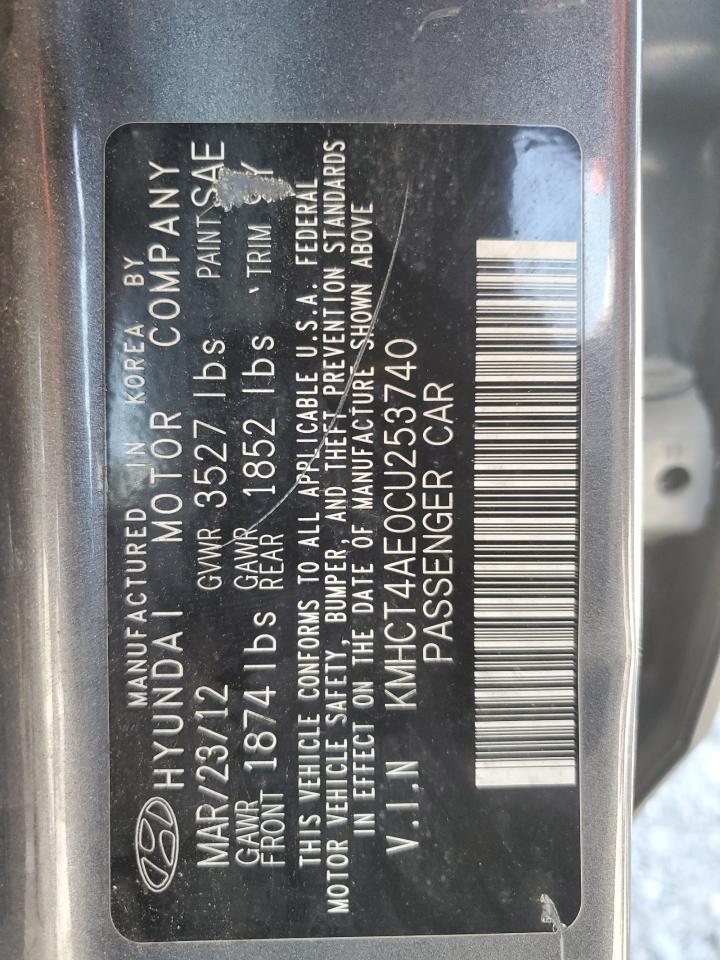 MANUFACTURED IN KOREA BY
HYUNDAI MOTOR COMPANY
MAR/23/12 GVWR 3527 lbs PAINT SAE
GAWR FRONT 1874 lbs GAWR REAR 1852 lbs TRIM
THIS VEHICLE CONFORMS TO ALL APPLICABLE U.S.A. FEDERAL
MOTOR VEHICLE SAFETY, BUMPER, AND THEFT PREVENTION STANDARDS
IN EFFECT ON THE DATE OF MANUFACTURE SHOWN ABOVE
V.I.N KMHCT4AE0CU253740
PASSENGER CAR